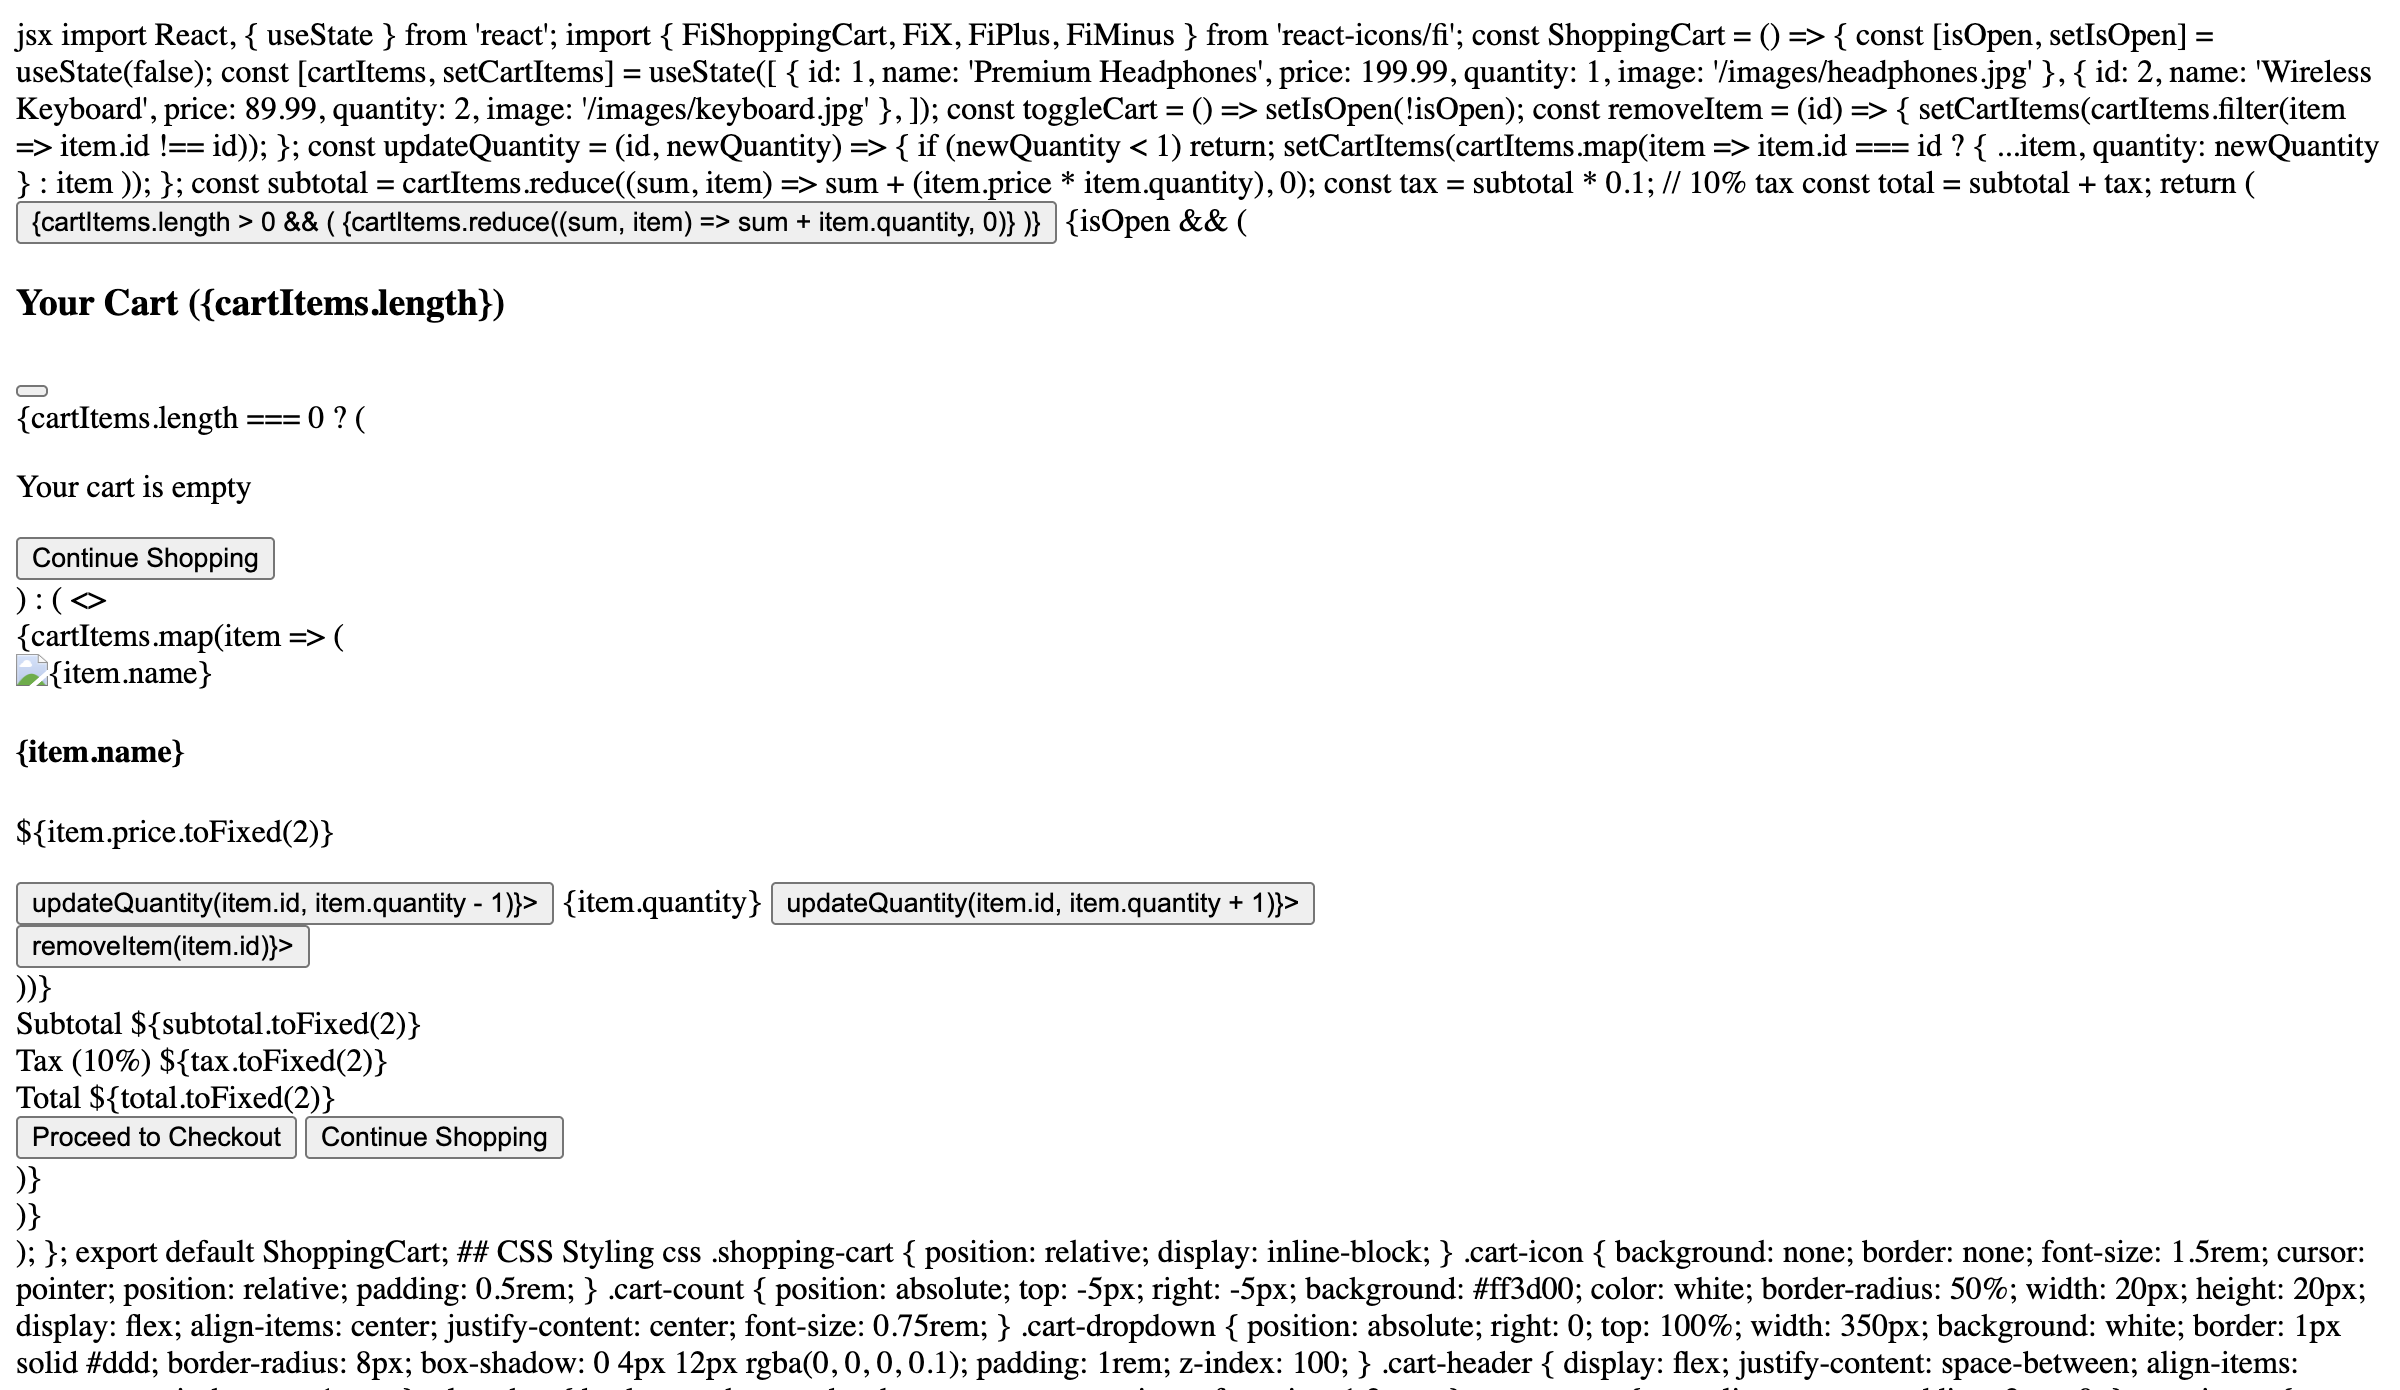 jsx import React, { useState } from 'react'; import { FiShoppingCart, FiX, FiPlus, FiMinus } from 'react-icons/fi'; const ShoppingCart = () => { const [isOpen, setIsOpen] =
useState(false); const [cartItems, setCartItems] = useState([ { id: 1, name: 'Premium Headphones', price: 199.99, quantity: 1, image: '/images/headphones.jpg' }, { id: 2, name: 'Wireless
Keyboard', price: 89.99, quantity: 2, image: '/images/keyboard.jpg' }, ]); const toggleCart = () => setIsOpen(!isOpen); const removeItem = (id) => { setCartItems(cartItems.filter(item
=> item.id !== id)); }; const updateQuantity = (id, newQuantity) => { if (newQuantity < 1) return; setCartItems(cartItems.map(item => item.id === id ? { ...item, quantity: newQuantity
} : item )); }; const subtotal = cartItems.reduce((sum, item) => sum + (item.price * item.quantity), 0); const tax = subtotal * 0.1; // 10% tax const total = subtotal + tax; return (
{cartItems.length > 0 && ( {cartItems.reduce((sum, item) => sum + item.quantity, 0)} )} {isOpen && (
Your Cart ({cartItems.length})
{cartItems.length === 0 ? (
Your cart is empty
Continue Shopping
) : ( <>
{cartItems.map(item => (
{item.name}
{item.name}
${item.price.toFixed(2)}
updateQuantity(item.id, item.quantity - 1)}> {item.quantity} updateQuantity(item.id, item.quantity + 1)}>
removeItem(item.id)}>
))}
Subtotal ${subtotal.toFixed(2)}
Tax (10%) ${tax.toFixed(2)}
Total ${total.toFixed(2)}
Proceed to Checkout Continue Shopping
)}
)}
); }; export default ShoppingCart; ## CSS Styling css .shopping-cart { position: relative; display: inline-block; } .cart-icon { background: none; border: none; font-size: 1.5rem; cursor:
pointer; position: relative; padding: 0.5rem; } .cart-count { position: absolute; top: -5px; right: -5px; background: #ff3d00; color: white; border-radius: 50%; width: 20px; height: 20px;
display: flex; align-items: center; justify-content: center; font-size: 0.75rem; } .cart-dropdown { position: absolute; right: 0; top: 100%; width: 350px; background: white; border: 1px
solid #ddd; border-radius: 8px; box-shadow: 0 4px 12px rgba(0, 0, 0, 0.1); padding: 1rem; z-index: 100; } .cart-header { display: flex; justify-content: space-between; align-items: